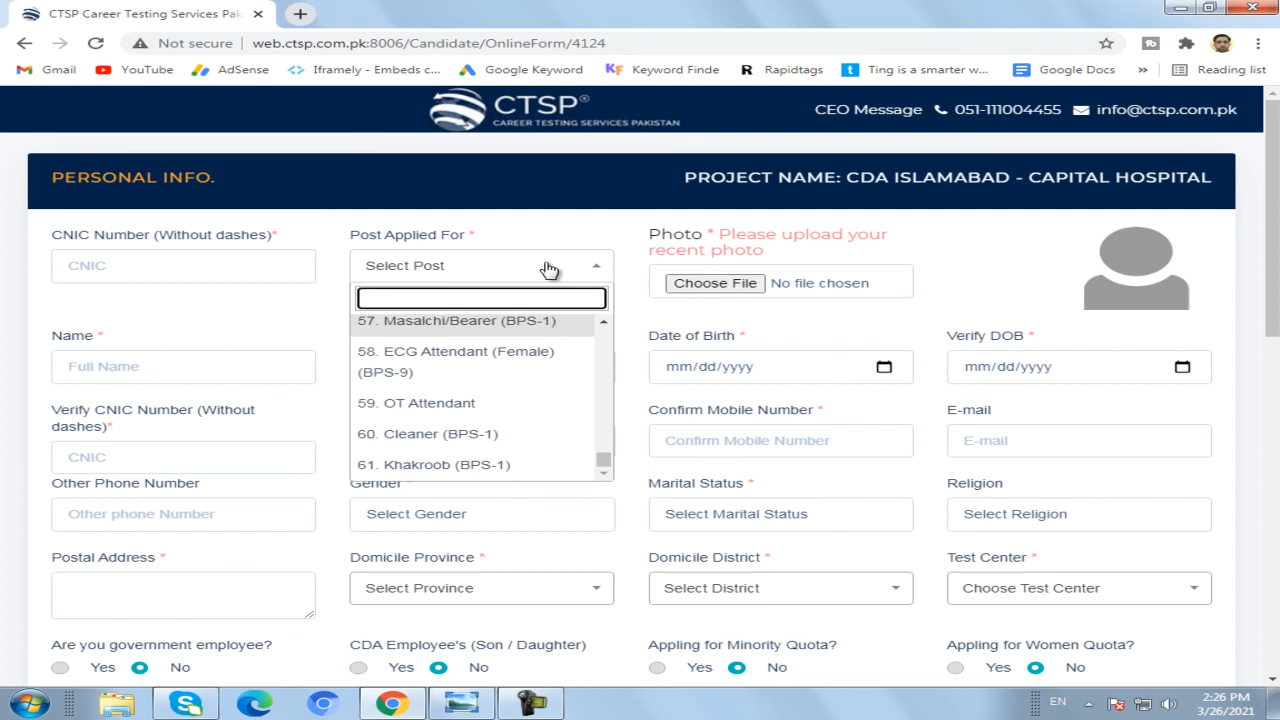 CTSP Career Testing Services Pak
Not secure web.ctsp.com.pk:8006/Candidate/OnlineForm/4124
Gmail YouTube AdSense Iframely - Embeds c... Google Keyword Keyword Finde Rapidtags Ting is a smarter w... Google Docs » Reading list
CTSP®
CAREER TESTING SERVICES PAKISTAN
CEO Message 051-111004455 info@ctsp.com.pk
PERSONAL INFO. PROJECT NAME: CDA ISLAMABAD - CAPITAL HOSPITAL
CNIC Number (Without dashes)*
CNIC
Post Applied For *
Select Post
57. Masalchi/Bearer (BPS-1)
58. ECG Attendant (Female)
(BPS-9)
59. OT Attendant
60. Cleaner (BPS-1)
61. Khakroob (BPS-1)
Photo * Please upload your
recent photo
Choose File No file chosen
Name *
Full Name
Date of Birth *
mm/dd/yyyy
Verify DOB *
mm/dd/yyyy
Verify CNIC Number (Without
dashes)*
CNIC
Confirm Mobile Number *
Confirm Mobile Number
E-mail
E-mail
Other Phone Number
Other phone Number
Gender *
Select Gender
Marital Status *
Select Marital Status
Religion
Select Religion
Postal Address *
Domicile Province *
Select Province
Domicile District *
Select District
Test Center *
Choose Test Center
Are you government employee?
Yes No
CDA Employee's (Son / Daughter)
Yes No
Appling for Minority Quota?
Yes No
Appling for Women Quota?
Yes No
EN
2:26 PM
3/26/2021